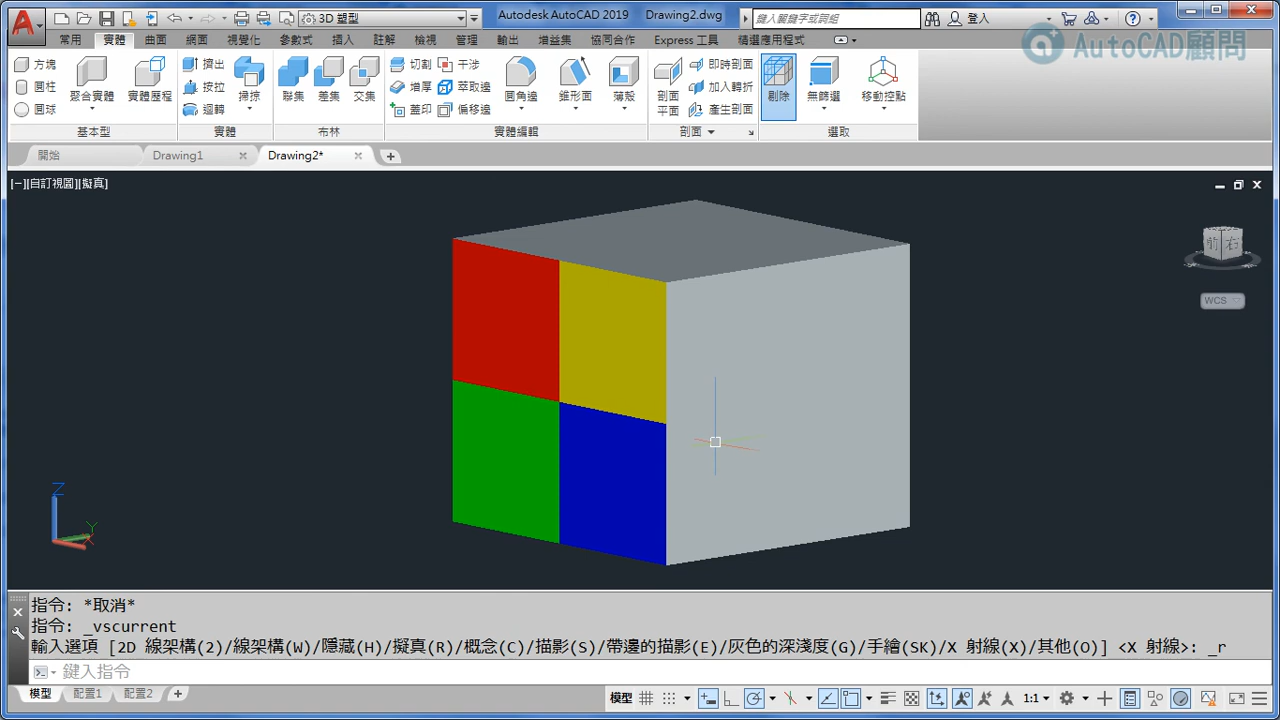 3D 塑型
Autodesk AutoCAD 2019 Drawing2.dwg
鍵入關鍵字或詞組
登入
常用 實體 曲面 網面 視覺化 參數式 插入 註解 檢視 管理 輸出 增益集 協同合作 Express 工具 精選應用程式
AutoCAD顧問
方塊
圓柱
圓球
聚合實體
實體歷程
擠出
按拉
迴轉
掃掠
聯集
差集
交集
切割
增厚
蓋印
干涉
萃取邊
偏移邊
圓角邊
錐形面
薄殼
剖面
平面
即時剖面
加入轉折
產生剖面
剔除
無篩選
移動控點
基本型 實體 布林 實體編輯 剖面 選取
開始 Drawing1 Drawing2*
[−][自訂視圖][擬真]
前 右
WCS
Z
Y
X
指令: *取消*
指令: _vscurrent
輸入選項 [2D 線架構(2)/線架構(W)/隱藏(H)/擬真(R)/概念(C)/描影(S)/帶邊的描影(E)/灰色的深淺度(G)/手繪(SK)/X 射線(X)/其他(O)] <X 射線>: _r
鍵入指令
模型 配置1 配置2
模型
1:1